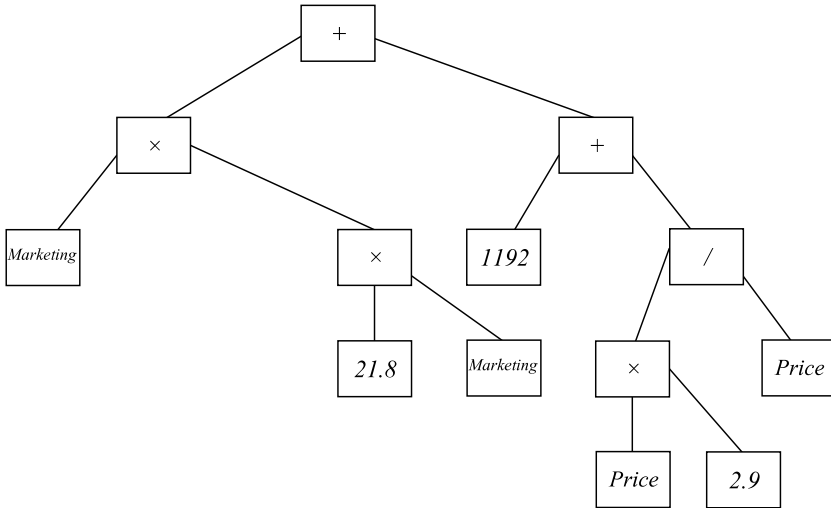 +
× +
Marketing × 1192 /
21.8 Marketing × Price
Price 2.9